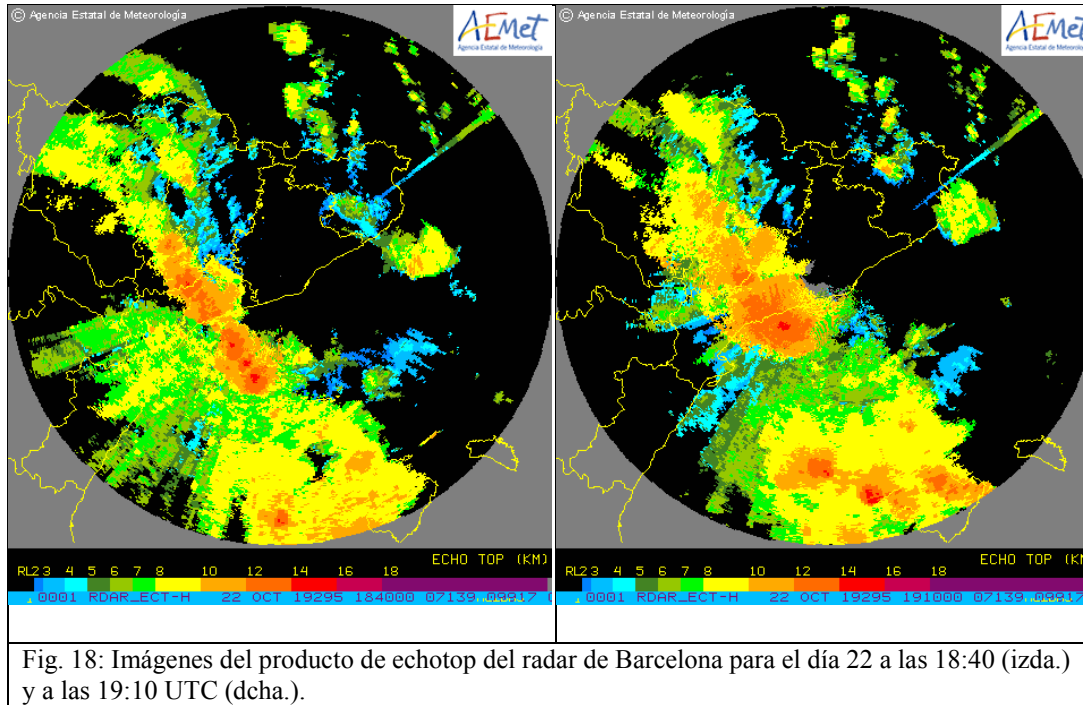 © Agencia Estatal de Meteorología
AEMet
Agencia Estatal de Meteorología
ECHO TOP (KM)
RL2 3 4 5 6 7 8 10 12 14 16 18
0001 RDAR_ECT-H 22 OCT 19295 184000 07139 09917
© Agencia Estatal de Meteorología
AEMet
Agencia Estatal de Meteorología
ECHO TOP (KM
RL2 3 4 5 6 7 8 10 12 14 16 18
0001 RDAR_ECT-H 22 OCT 19295 191000 07139 09917
Fig. 18: Imágenes del producto de echotop del radar de Barcelona para el día 22 a las 18:40 (izda.)
y a las 19:10 UTC (dcha.).